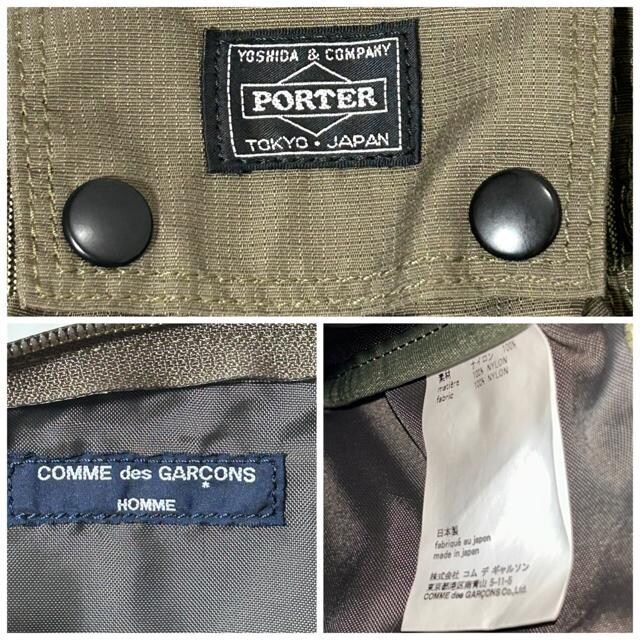 YOSHIDA & COMPANY
PORTER
TOKYO・JAPAN
COMME des GARÇONS
HOMME
素材 ナイロン 100%
matière 100% NYLON
fabric 100% NYLON
日本製
fabriqué au japon
made in japan
株式会社 コム デ ギャルソン
東京都港区南青山 5-11-5
COMME des GARCONS Co.,Ltd.